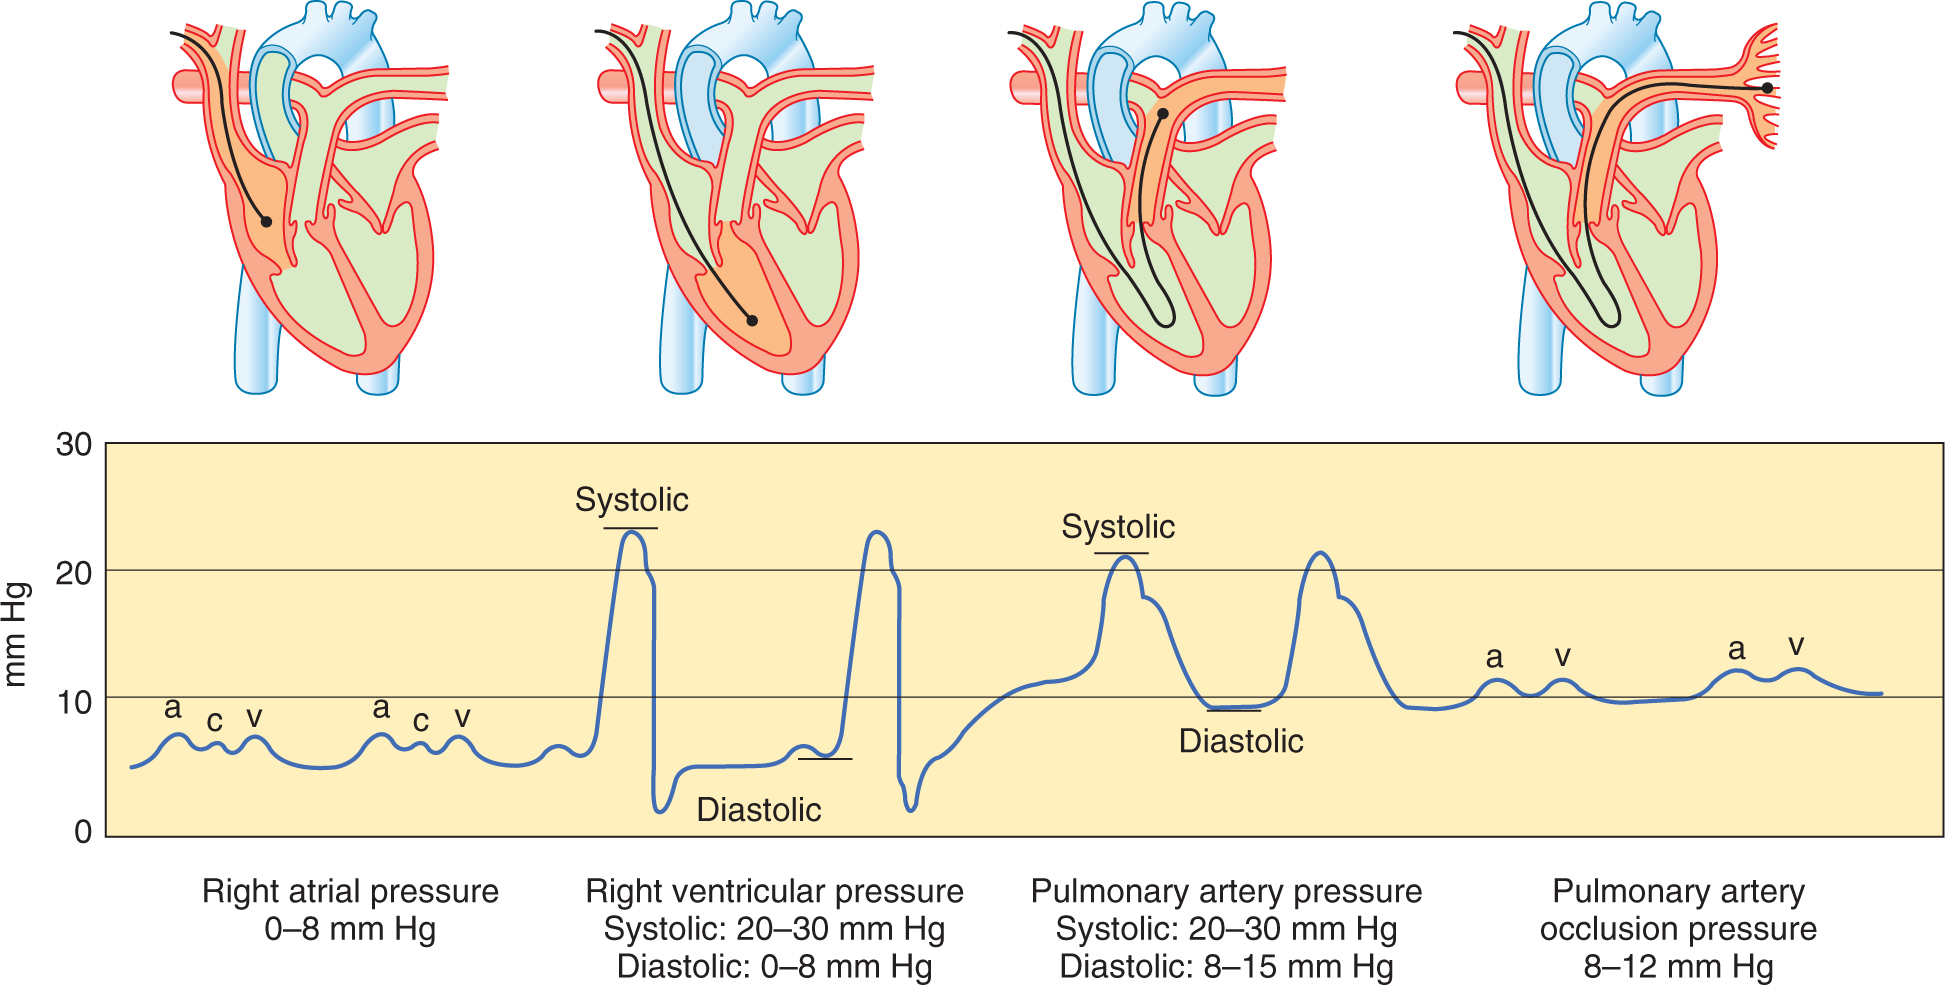 30
20
10
0
mm Hg
Systolic
Systolic
a c v
a c v
Diastolic
Diastolic
a v
a v
Right atrial pressure
0–8 mm Hg
Right ventricular pressure
Systolic: 20–30 mm Hg
Diastolic: 0–8 mm Hg
Pulmonary artery pressure
Systolic: 20–30 mm Hg
Diastolic: 8–15 mm Hg
Pulmonary artery
occlusion pressure
8–12 mm Hg